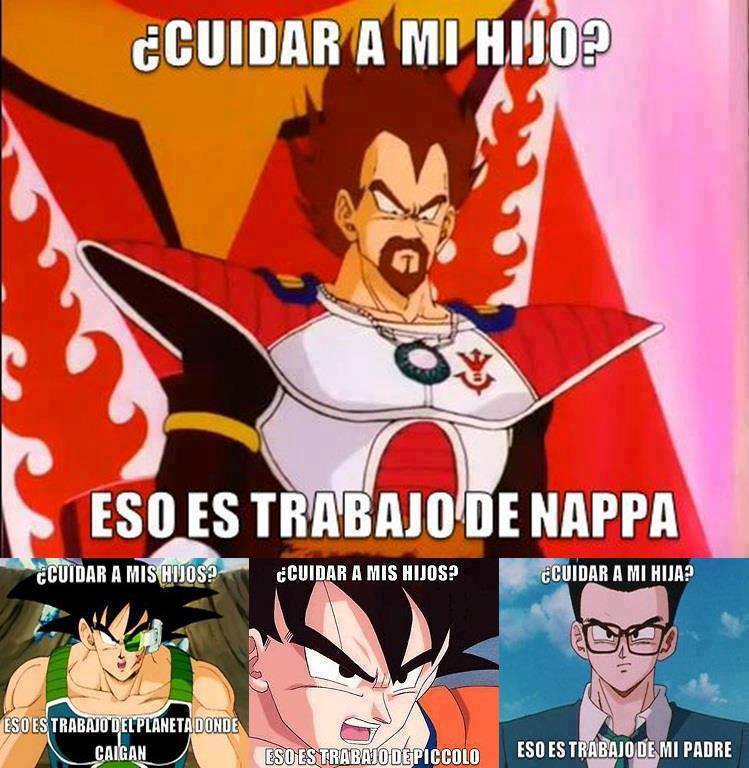 ¿CUIDAR A MI HIJO?
ESO ES TRABAJO DE NAPPA
¿CUIDAR A MIS HIJOS?
ESO ES TRABAJO DEL PLANETA DONDE
CAIGAN
¿CUIDAR A MIS HIJOS?
ESO ES TRABAJO DE PICCOLO
¿CUIDAR A MI HIJA?
ESO ES TRABAJO DE MI PADRE